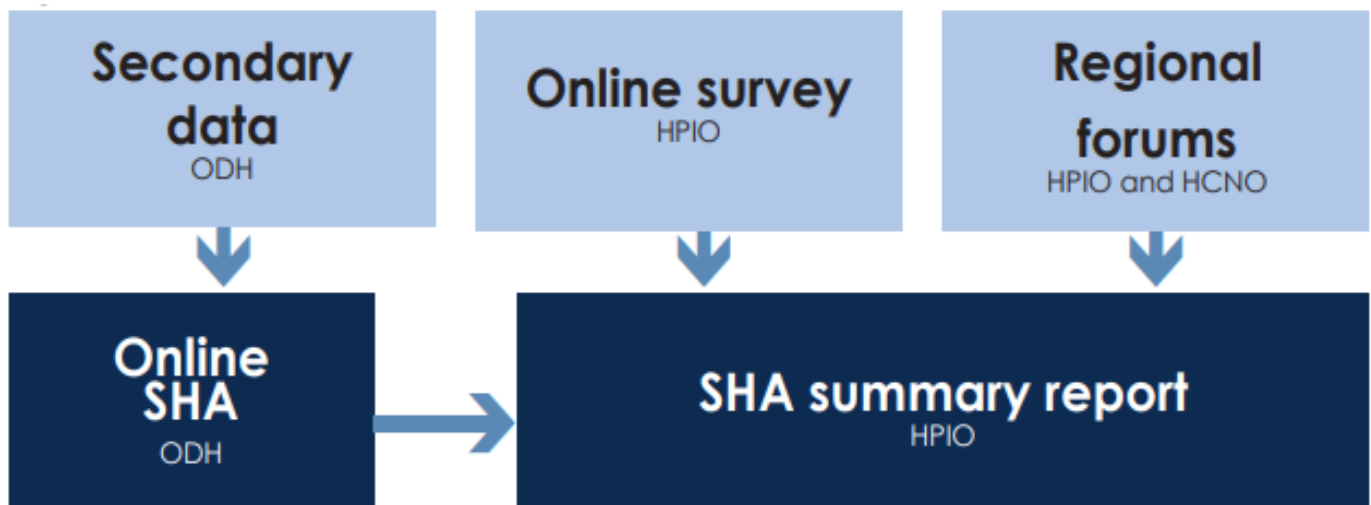 Secondary
data
ODH
Online survey
HPIO
Regional
forums
HPIO and HCNO
Online
SHA
ODH
SHA summary report
HPIO